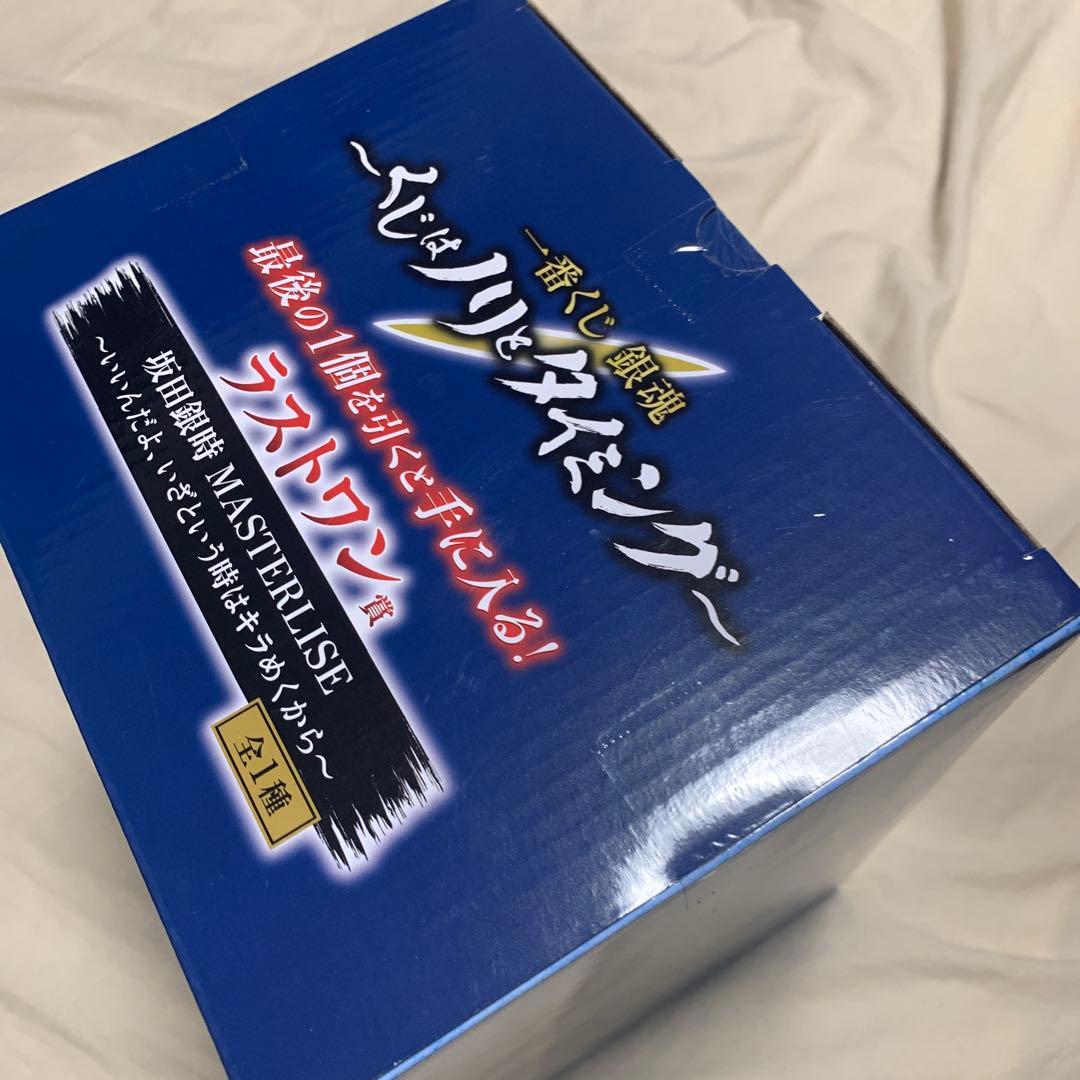 一番くじ 銀魂
～くじはノリとタイミング～
最後の1個を引くと手に入る!
ラストワン賞
坂田銀時 MASTERLISE
～いいんだよ、いざという時はキラめくから～
全1種